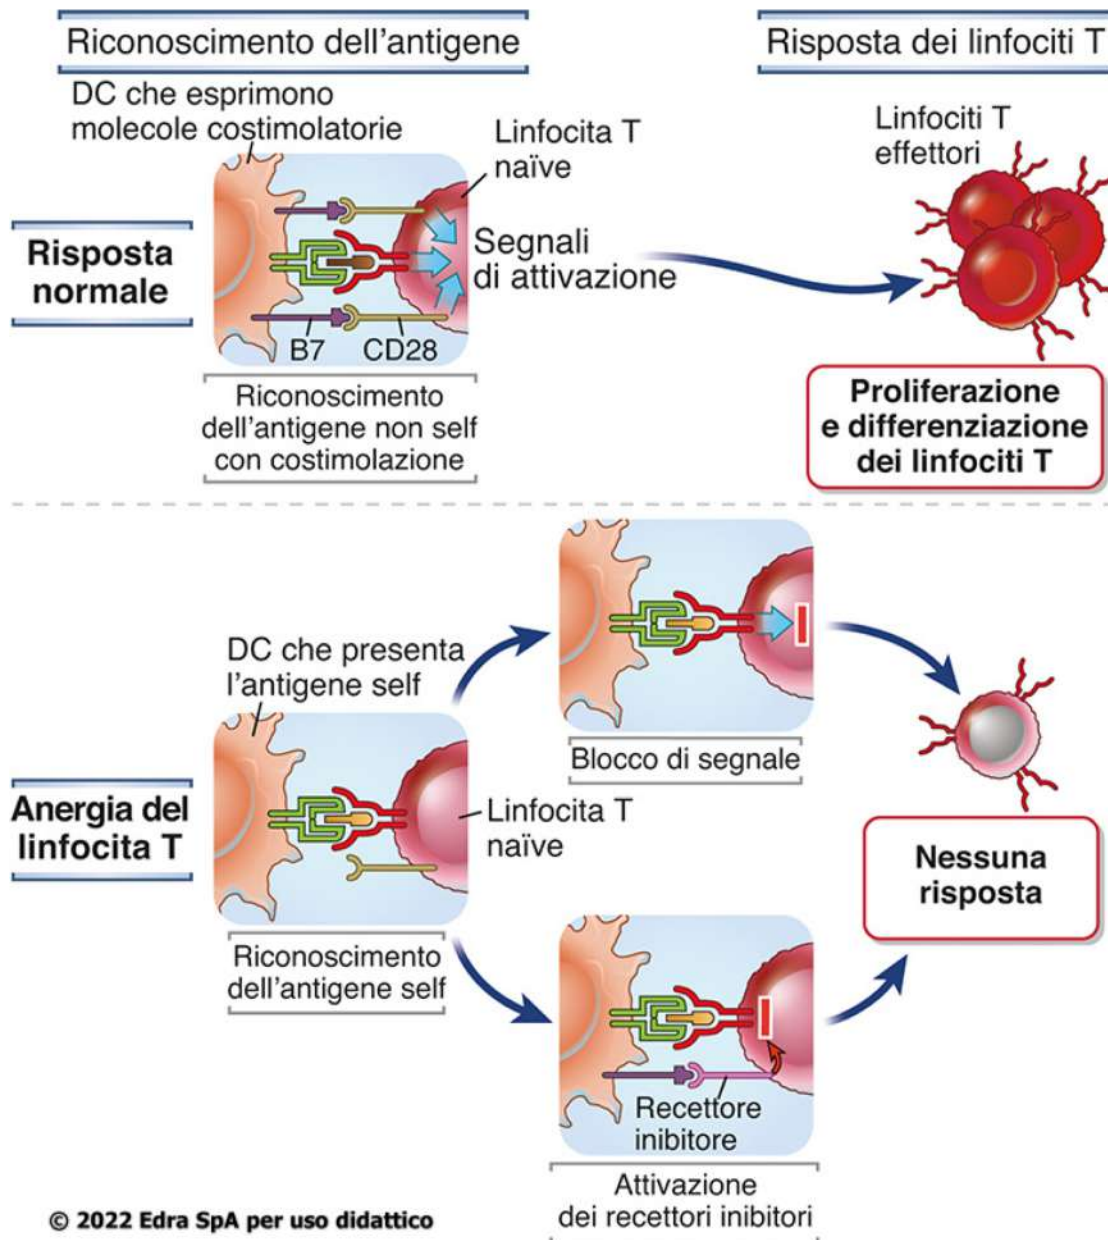 Riconoscimento dell'antigene
Risposta dei linfociti T
DC che esprimono
molecole costimolatorie
Linfocita T
naïve
Linfociti T
effettori
Risposta
normale
Segnali
di attivazione
B7
CD28
Riconoscimento
dell'antigene non self
con costimolazione
Proliferazione
e differenziazione
dei linfociti T
DC che presenta
l'antigene self
Blocco di segnale
Anergia del
linfocita T
Linfocita T
naïve
Nessuna
risposta
Riconoscimento
dell'antigene self
Recettore
inibitore
Attivazione
dei recettori inibitori
© 2022 Edra SpA per uso didattico